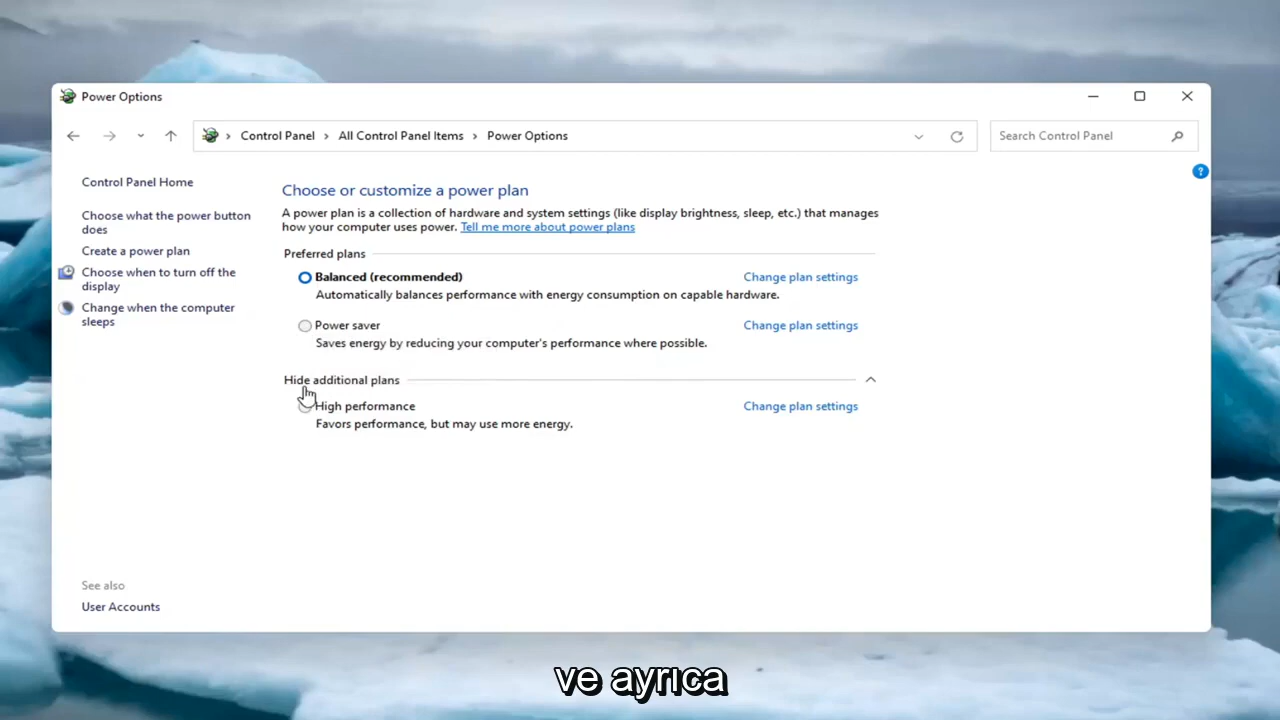 Power Options
Control Panel > All Control Panel Items > Power Options
Search Control Panel
?
Control Panel Home
Choose what the power button
does
Create a power plan
Choose when to turn off the
display
Change when the computer
sleeps
Choose or customize a power plan
A power plan is a collection of hardware and system settings (like display brightness, sleep, etc.) that manages
how your computer uses power. Tell me more about power plans
Preferred plans
Balanced (recommended) Change plan settings
Automatically balances performance with energy consumption on capable hardware.
Power saver Change plan settings
Saves energy by reducing your computer's performance where possible.
Hide additional plans
High performance Change plan settings
Favors performance, but may use more energy.
See also
User Accounts
ve ayrıca